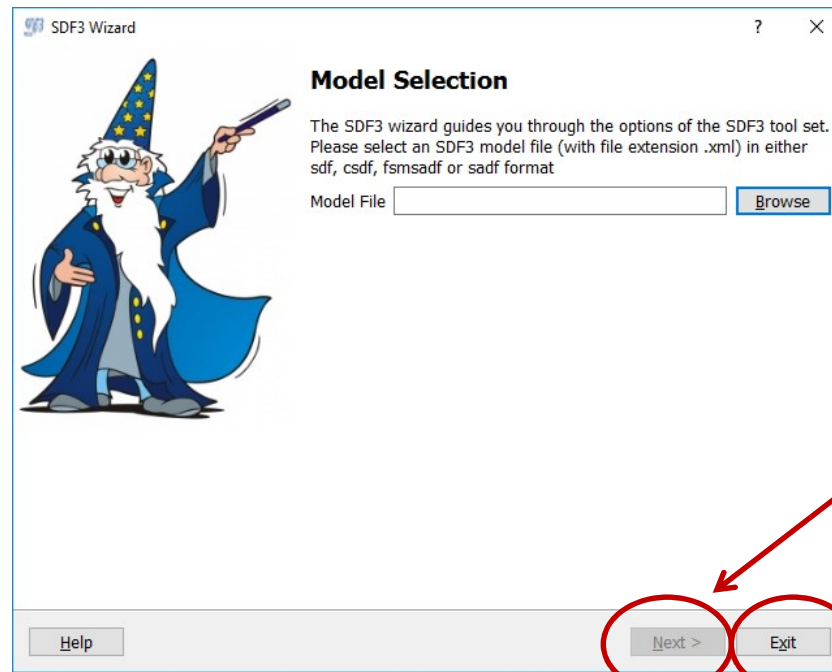 SDF3 Wizard
?
Model Selection
The SDF3 wizard guides you through the options of the SDF3 tool set.
Please select an SDF3 model file (with file extension .xml) in either
sdf, csdf, fsmsadf or sadf format
Model File
Browse
Help
Next >
Exit